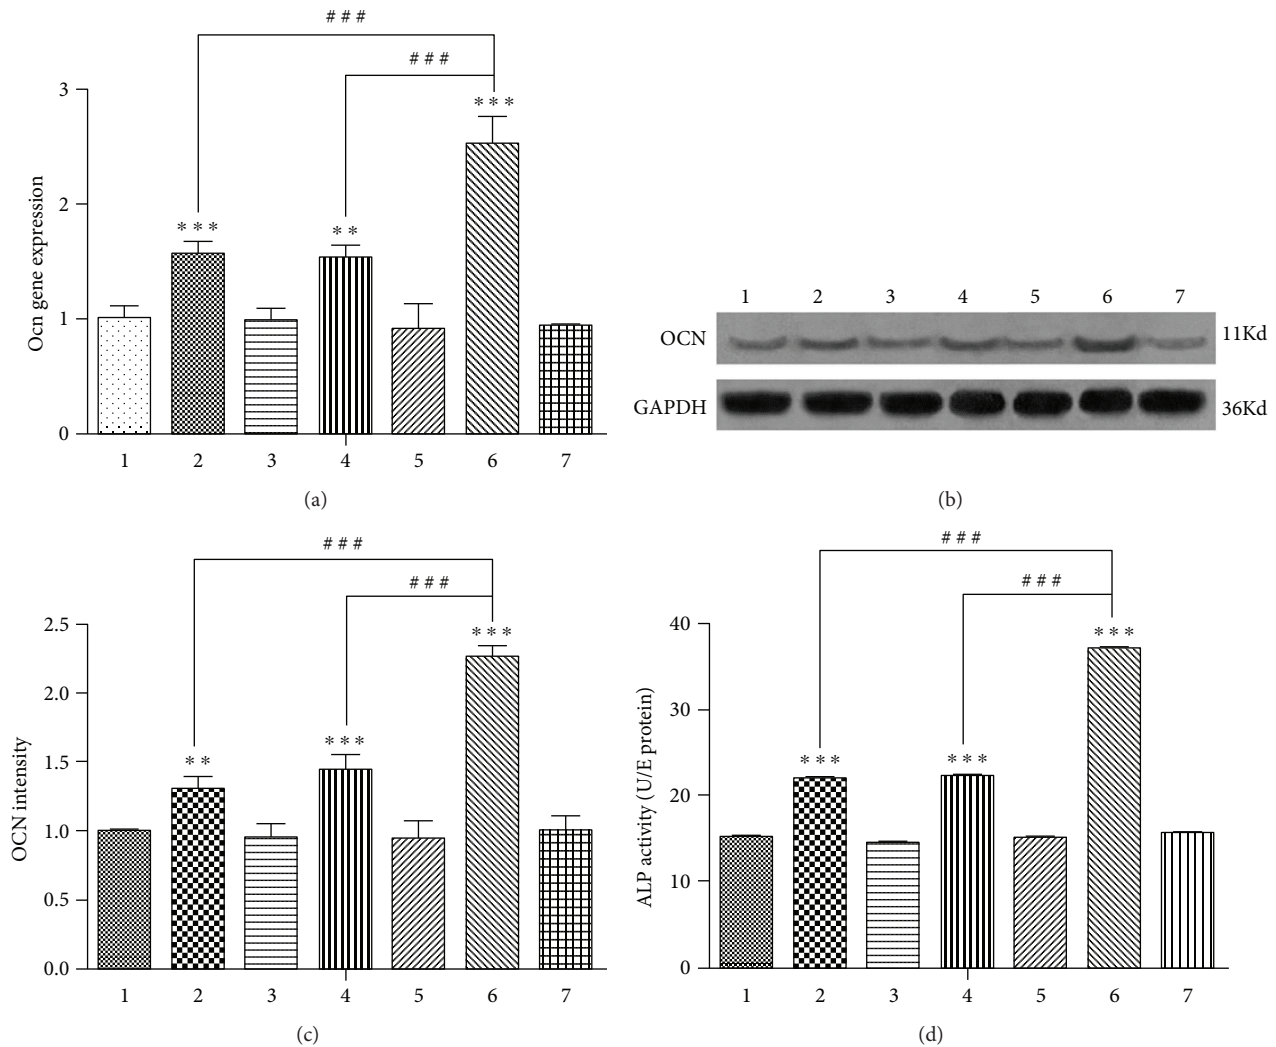 # # #
# # #
3
* * *
2
* * *
* *
1
0
Ocn gene expression
1 2 3 4 5 6 7
(a)
1 2 3 4 5 6 7
OCN
11Kd
GAPDH
36Kd
(b)
# # #
# # #
2.5
* * *
2.0
* * *
1.5
* *
1.0
0.5
0.0
OCN intensity
1 2 3 4 5 6 7
(c)
# # #
# # #
40
* * *
30
* * *
* * *
20
10
0
ALP activity (U/E protein)
1 2 3 4 5 6 7
(d)